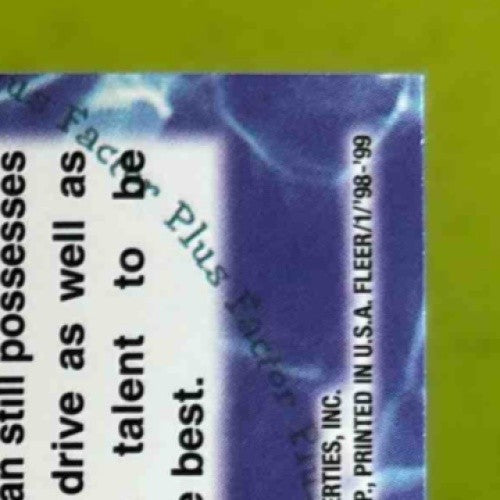 us Factor Plus Factor P
an still possesses
drive as well as
talent to be
best.
ERTIES, INC.
P., PRINTED IN U.S.A. FLEER/1/'98-'99